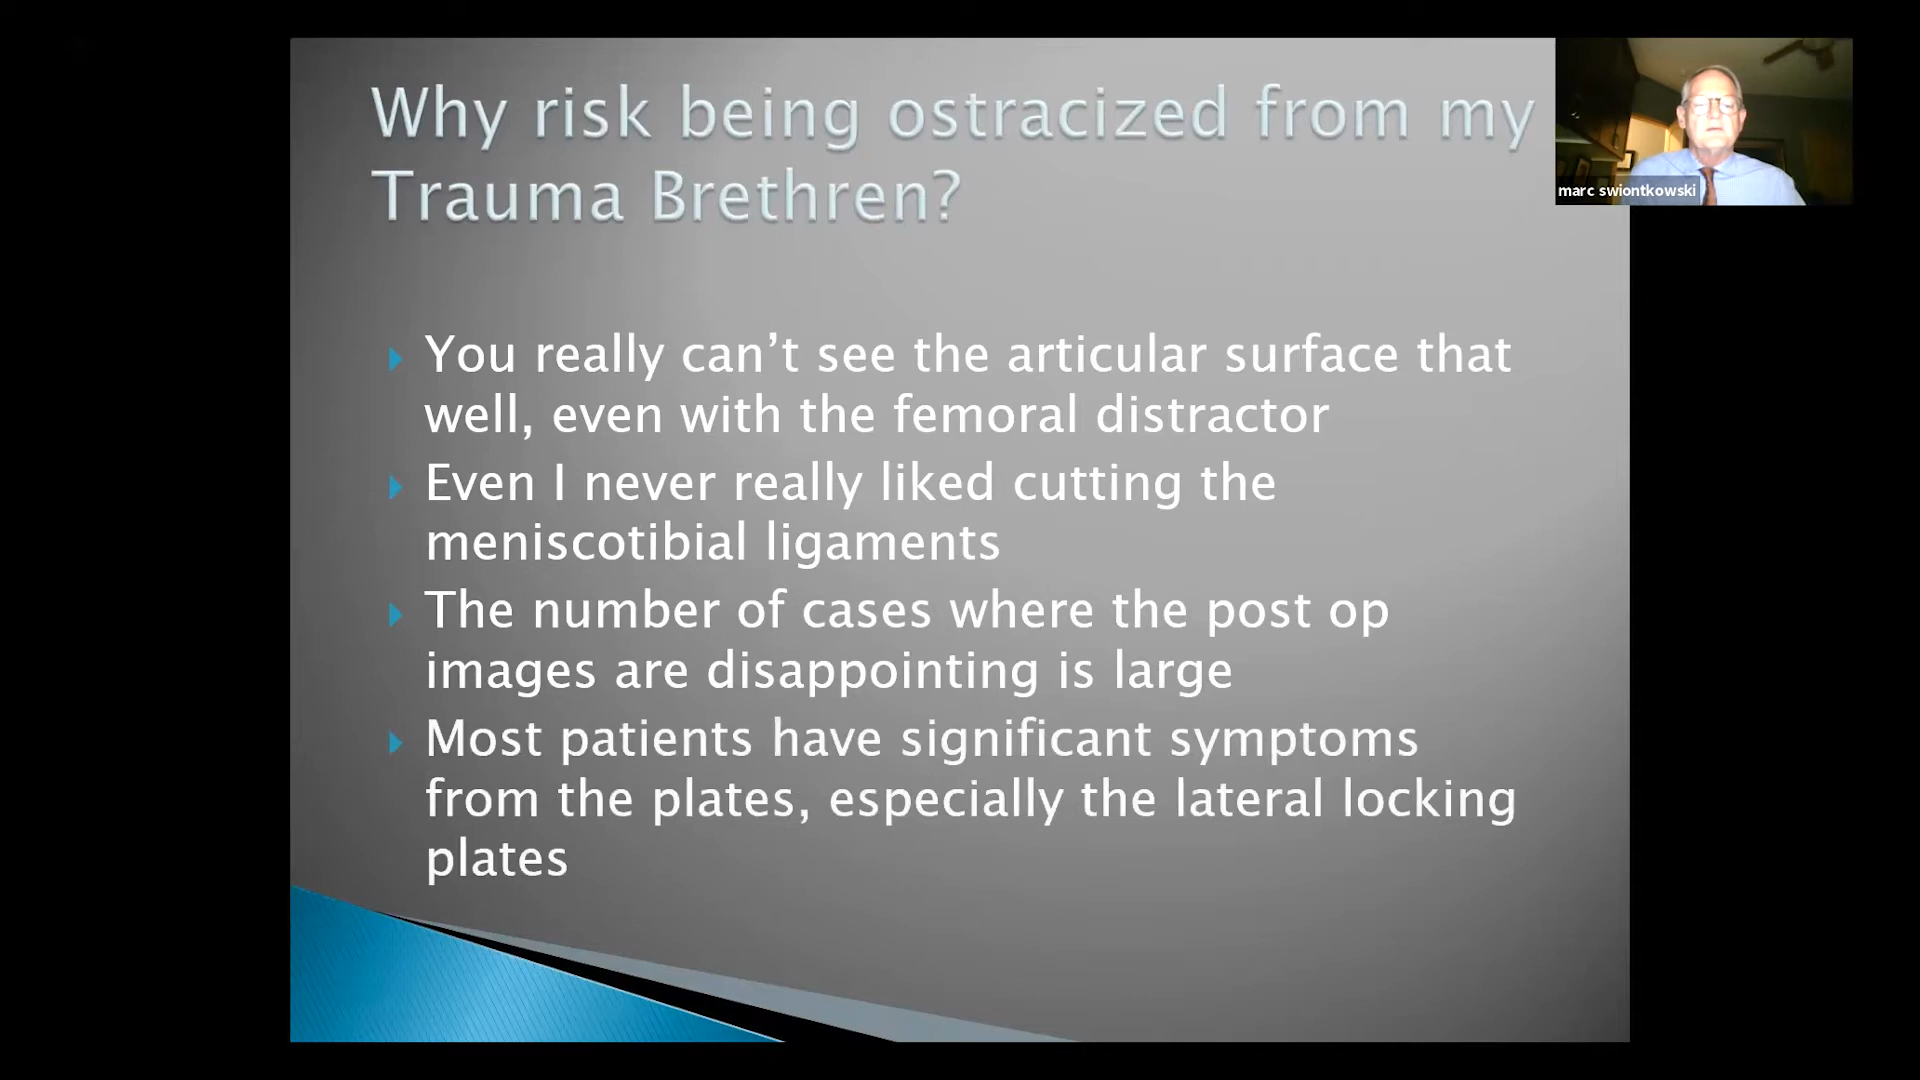 Why risk being ostracized from my
Trauma Brethren?
marc swiontkowski
You really can’t see the articular surface that
well, even with the femoral distractor
Even I never really liked cutting the
meniscotibial ligaments
The number of cases where the post op
images are disappointing is large
Most patients have significant symptoms
from the plates, especially the lateral locking
plates